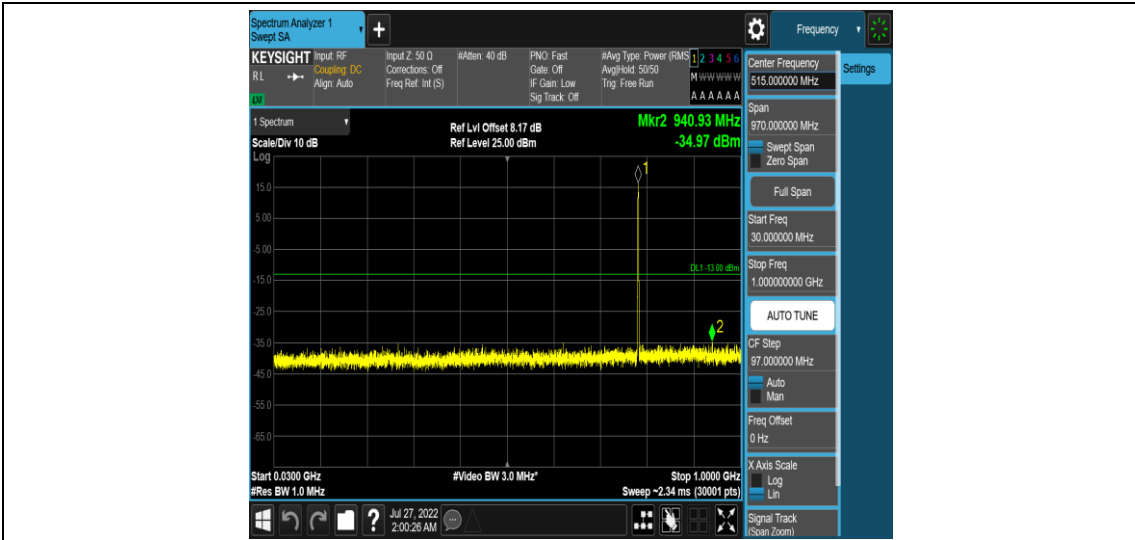 Spectrum Analyzer 1
Swept SA
+
Frequency
KEYSIGHT
RL
LXI
Input: RF
Coupling: DC
Align: Auto
Input Z: 50 Ω
Corrections: Off
Freq Ref: Int (S)
#Atten: 40 dB
PNO: Fast
Gate: Off
IF Gain: Low
Sig Track: Off
#Avg Type: Power (RMS
Avg|Hold: 50/50
Trig: Free Run
1 2 3 4 5 6
M W W W W W
A A A A A A
1 Spectrum
Scale/Div 10 dB
Ref Lvl Offset 8.17 dB
Ref Level 25.00 dBm
Mkr2 940.93 MHz
-34.97 dBm
Log
15.0
5.00
-5.00
-15.0
-25.0
-35.0
-45.0
-55.0
-65.0
1
DL1 -13.00 dBm
2
Start 0.0300 GHz
#Res BW 1.0 MHz
#Video BW 3.0 MHz*
Stop 1.0000 GHz
Sweep ~2.34 ms (30001 pts)
?
Jul 27, 2022
2:00:26 AM
Center Frequency
515.000000 MHz
Settings
Span
970.000000 MHz
Swept Span
Zero Span
Full Span
Start Freq
30.000000 MHz
Stop Freq
1.000000000 GHz
AUTO TUNE
CF Step
97.000000 MHz
Auto
Man
Freq Offset
0 Hz
X Axis Scale
Log
Lin
Signal Track
(Span Zoom)